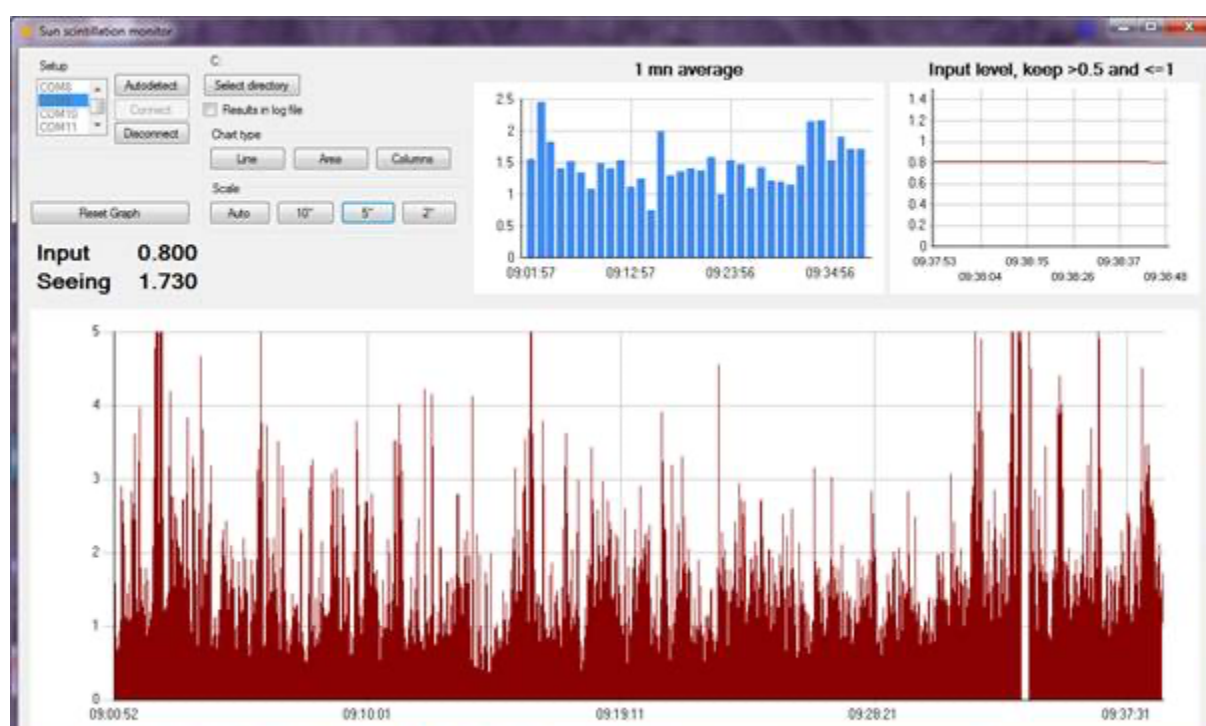 Sun scintillation monitor
Setup
COM8
COM10
COM11
Autodetect
Connect
Disconnect
Reset Graph
C:
Select directory
Results in log file
Chart type
Line Area Columns
Scale
Auto 10" 5" 2"
Input 0.800
Seeing 1.730
1 mn average
2.5
2
1.5
1
0.5
0
09:01:57 09:12:57 09:23:56 09:34:56
Input level, keep >0.5 and <=1
1.4
1.2
1
0.8
0.6
0.4
0.2
0
09:37:53 09:38:15 09:38:37
09:38:04 09:38:26 09:38:48
5
4
3
2
1
0
09:00:52 09:10:01 09:19:11 09:28:21 09:37:31